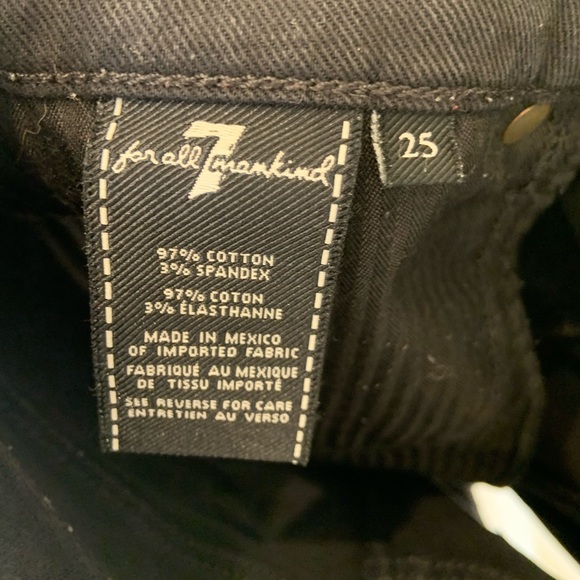 for all 7 mankind
25
97% COTTON
3% SPANDEX
97% COTON
3% ÉLASTHANNE
MADE IN MEXICO
OF IMPORTED FABRIC
FABRIQUÉ AU MEXIQUE
DE TISSU IMPORTÉ
SEE REVERSE FOR CARE
ENTRETIEN AU VERSO